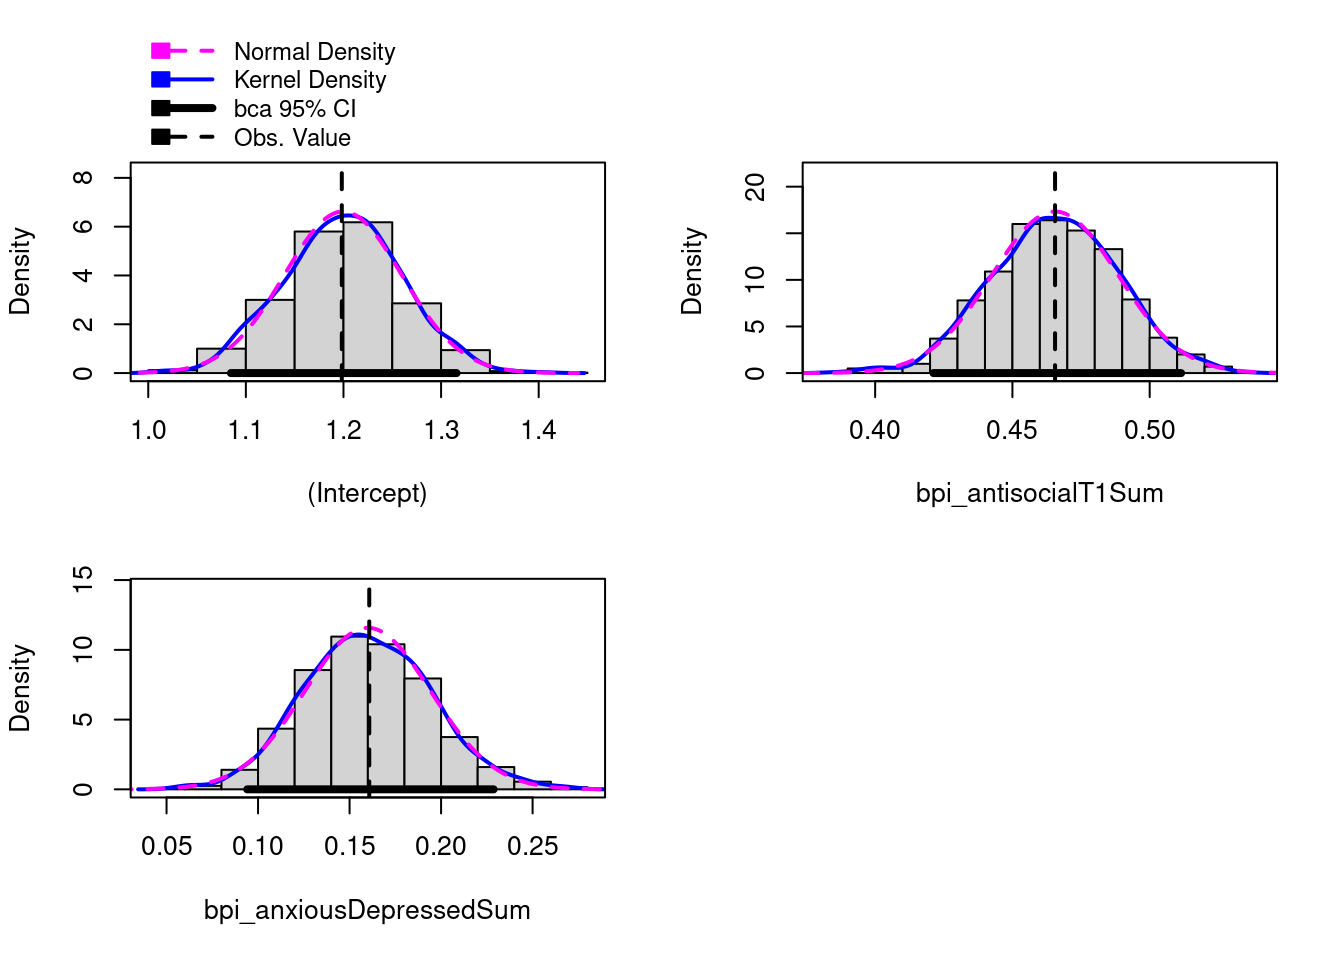 Normal Density
Kernel Density
bca 95% CI
Obs. Value
Density
0 2 4 6 8
1.0 1.1 1.2 1.3 1.4
(Intercept)
Density
0 5 10 20
0.40 0.45 0.50
bpi_antisocialT1Sum
Density
0 5 10 15
0.05 0.10 0.15 0.20 0.25
bpi_anxiousDepressedSum